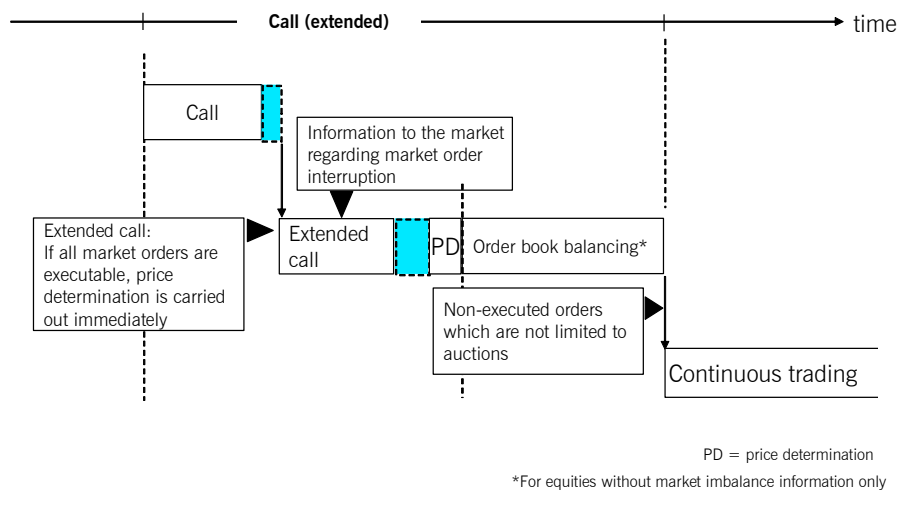 Call (extended)
time
Call
Information to the market
regarding market order
interruption
Extended call:
If all market orders are
executable, price
determination is carried
out immediately
Extended
call
PD
Order book balancing*
Non-executed orders
which are not limited to
auctions
Continuous trading
PD = price determination
*For equities without market imbalance information only